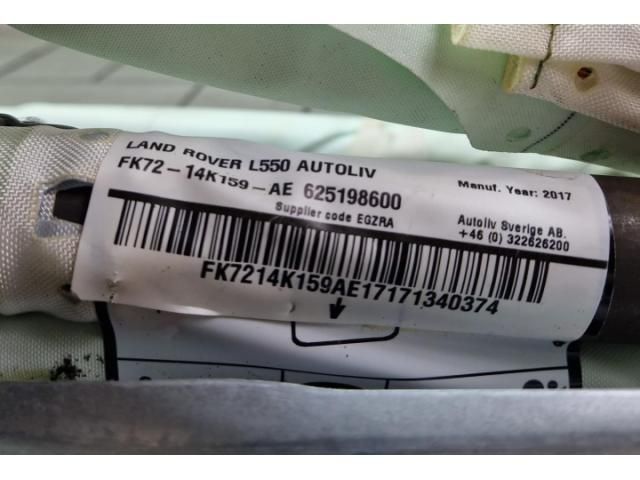 LAND ROVER L550 AUTOLIV
FK72-14K159-AE 625198600
Manuf. Year: 2017
Supplier code EGZRA
Autoliv Sverige AB.
+46 (0) 322626200
FK7214K159AE17171340374